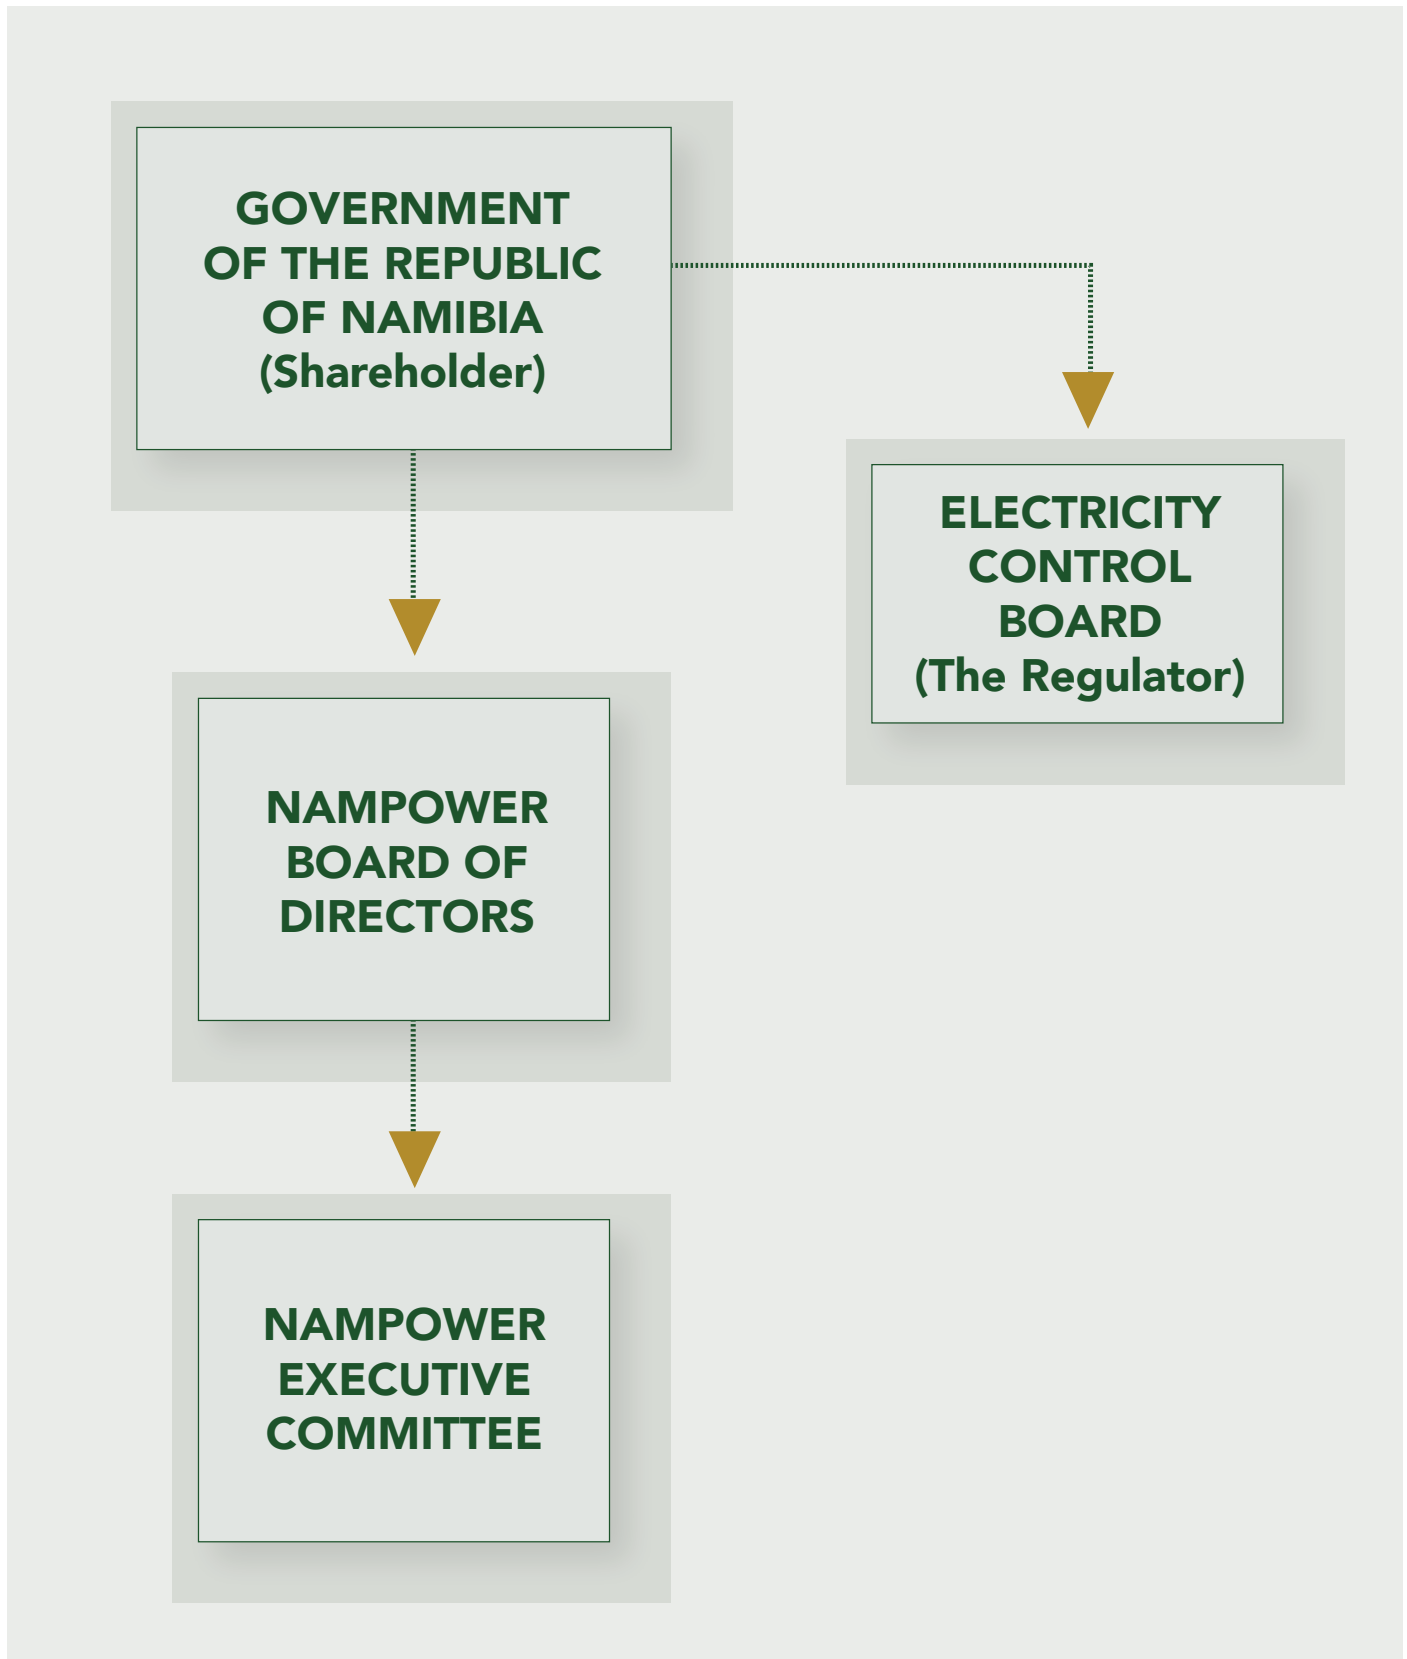 GOVERNMENT
OF THE REPUBLIC
OF NAMIBIA
(Shareholder)
ELECTRICITY
CONTROL
BOARD
(The Regulator)
NAMPOWER
BOARD OF
DIRECTORS
NAMPOWER
EXECUTIVE
COMMITTEE